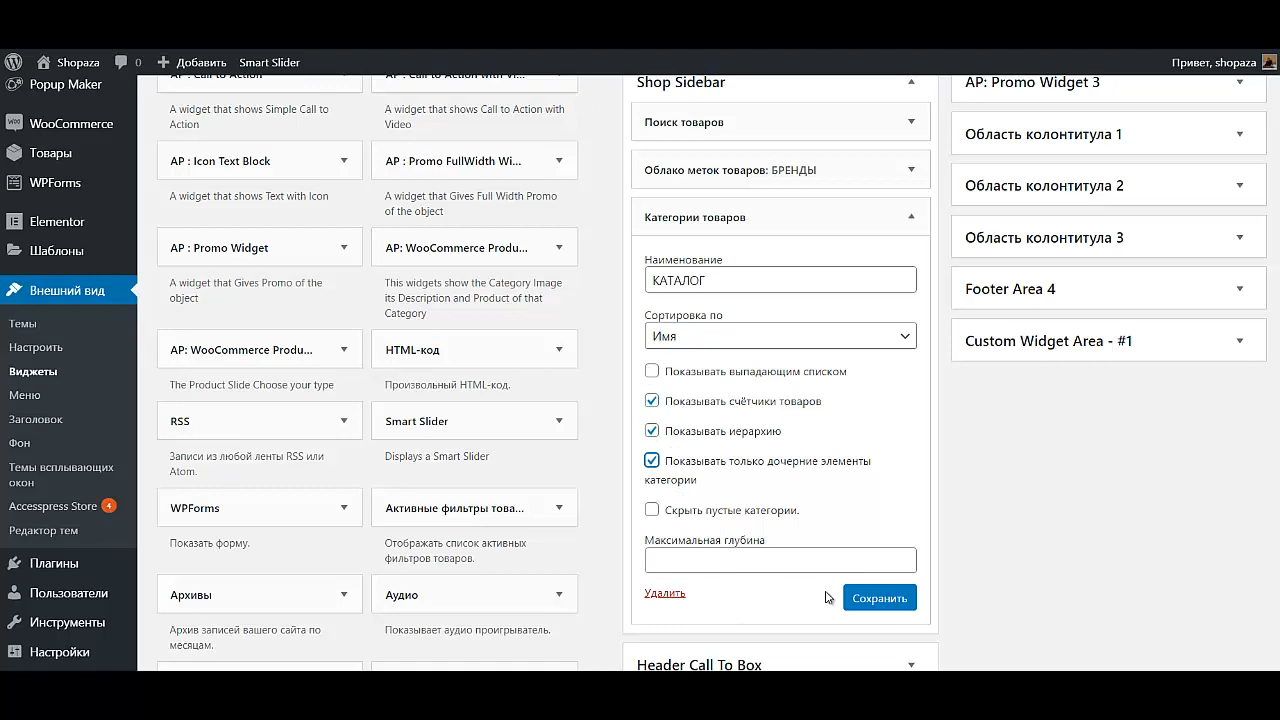 Shopaza
0
Добавить
Smart Slider
Привет, shopaza
Popup Maker
WooCommerce
Товары
WPForms
Elementor
Шаблоны
Внешний вид
Темы
Настроить
Виджеты
Меню
Заголовок
Фон
Темы всплывающих
окон
Accesspress Store 4
Редактор тем
Плагины
Пользователи
Инструменты
Настройки
AP : Call to Action
A widget that shows Simple Call to
Action
AP : Icon Text Block
A widget that shows Text with Icon
AP : Promo Widget
A widget that Gives Promo of the
object
AP: WooCommerce Produ...
The Product Slide Choose your type
RSS
Записи из любой ленты RSS или
Atom.
WPForms
Показать форму.
Архивы
Архив записей вашего сайта по
месяцам.
AP : Call to Action with Vi...
A widget that shows Call to Action with
Video
AP : Promo FullWidth Wi...
A widget that Gives Full Width Promo
of the object
AP: WooCommerce Produ...
This widgets show the Category Image
its Description and Product of that
Category
HTML-код
Произвольный HTML-код.
Smart Slider
Displays a Smart Slider
Активные фильтры това...
Отображать список активных
фильтров товаров.
Аудио
Показывает аудио проигрыватель.
Shop Sidebar
Поиск товаров
Облако меток товаров: БРЕНДЫ
Категории товаров
Наименование
КАТАЛОГ
Сортировка по
Имя
Показывать выпадающим списком
Показывать счётчики товаров
Показывать иерархию
Показывать только дочерние элементы
категории
Скрыть пустые категории.
Максимальная глубина
Удалить
Сохранить
Header Call To Box
AP: Promo Widget 3
Область колонтитула 1
Область колонтитула 2
Область колонтитула 3
Footer Area 4
Custom Widget Area - #1